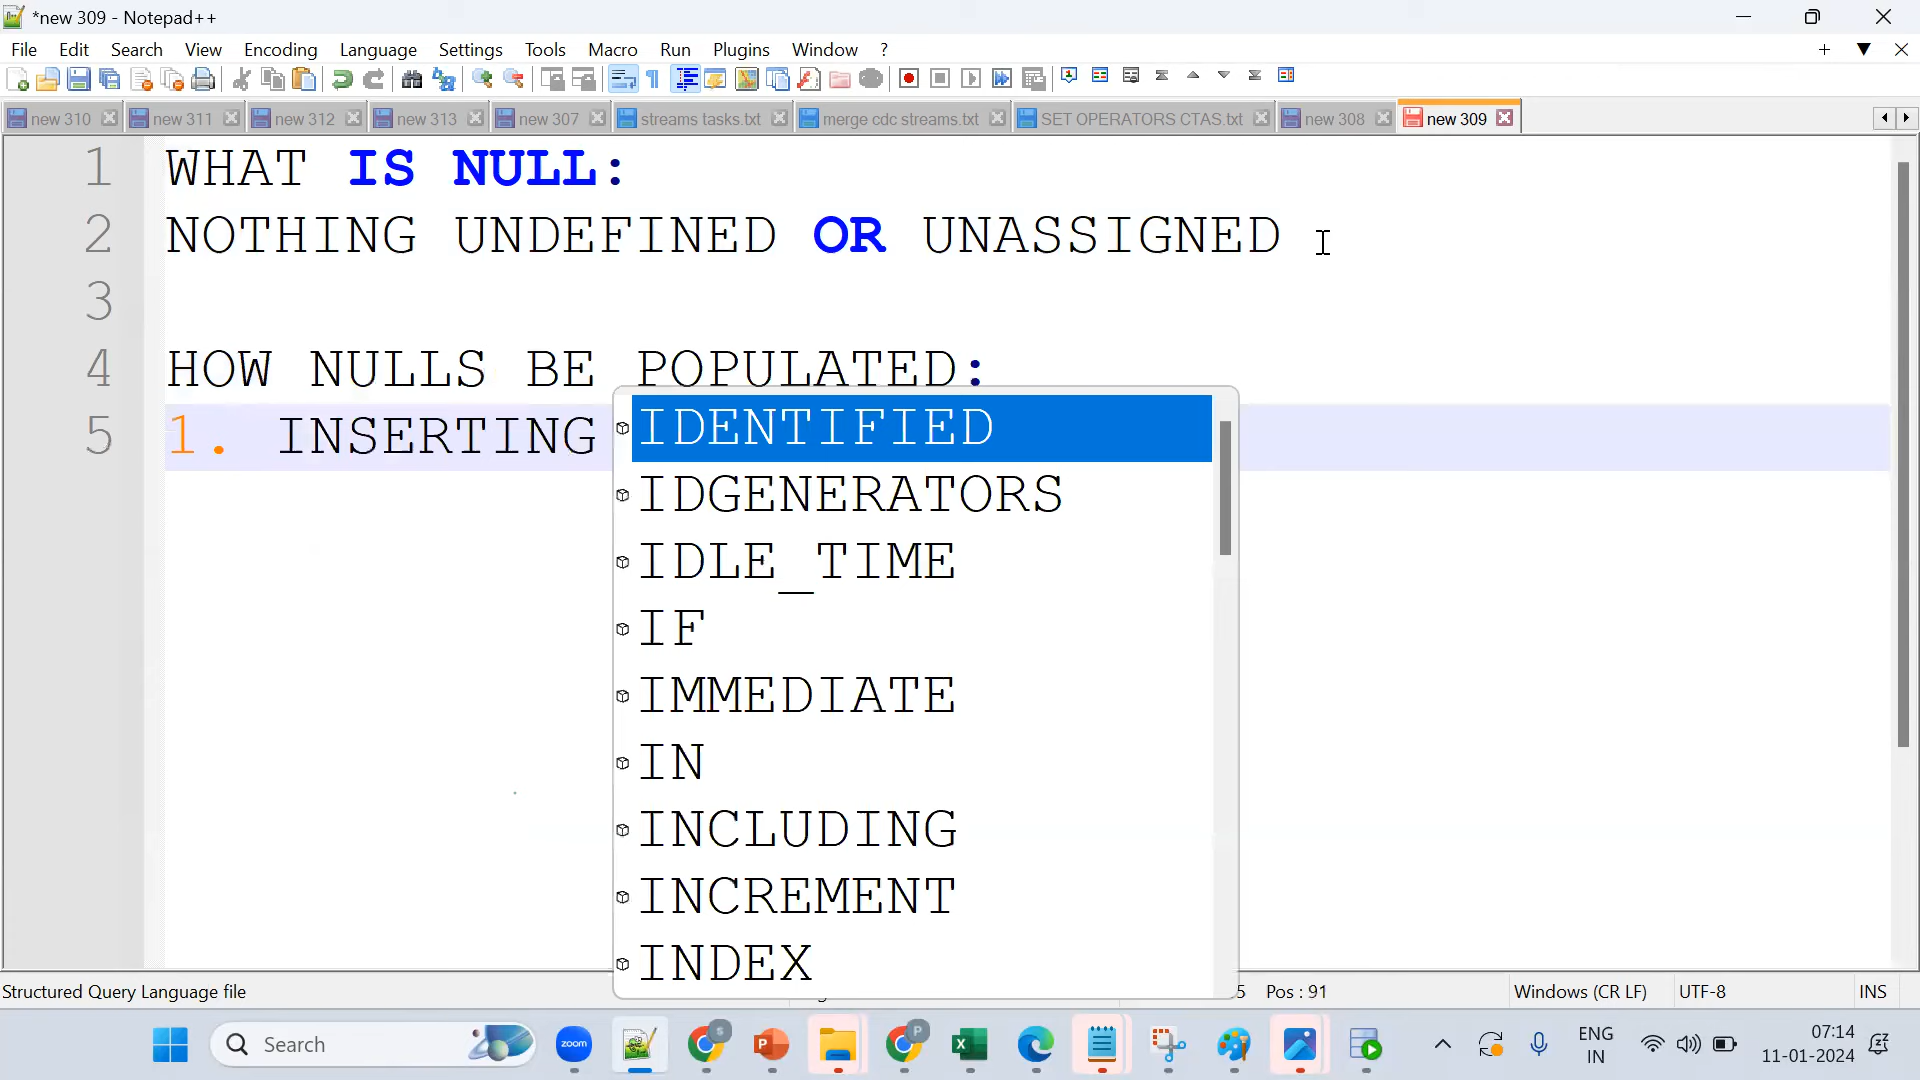 *new 309 - Notepad++
File Edit Search View Encoding Language Settings Tools Macro Run Plugins Window ?
new 310 new 311 new 312 new 313 new 307 streams tasks.txt merge cdc streams.txt SET OPERATORS CTAS.txt new 308 new 309
1 WHAT IS NULL:
2 NOTHING UNDEFINED OR UNASSIGNED
3
4 HOW NULLS BE POPULATED:
5 1. INSERTING
IDENTIFIED
IDGENERATORS
IDLE_TIME
IF
IMMEDIATE
IN
INCLUDING
INCREMENT
INDEX
Structured Query Language file 5 Pos : 91 Windows (CR LF) UTF-8 INS
Search zoom ENG 07:14
IN 11-01-2024